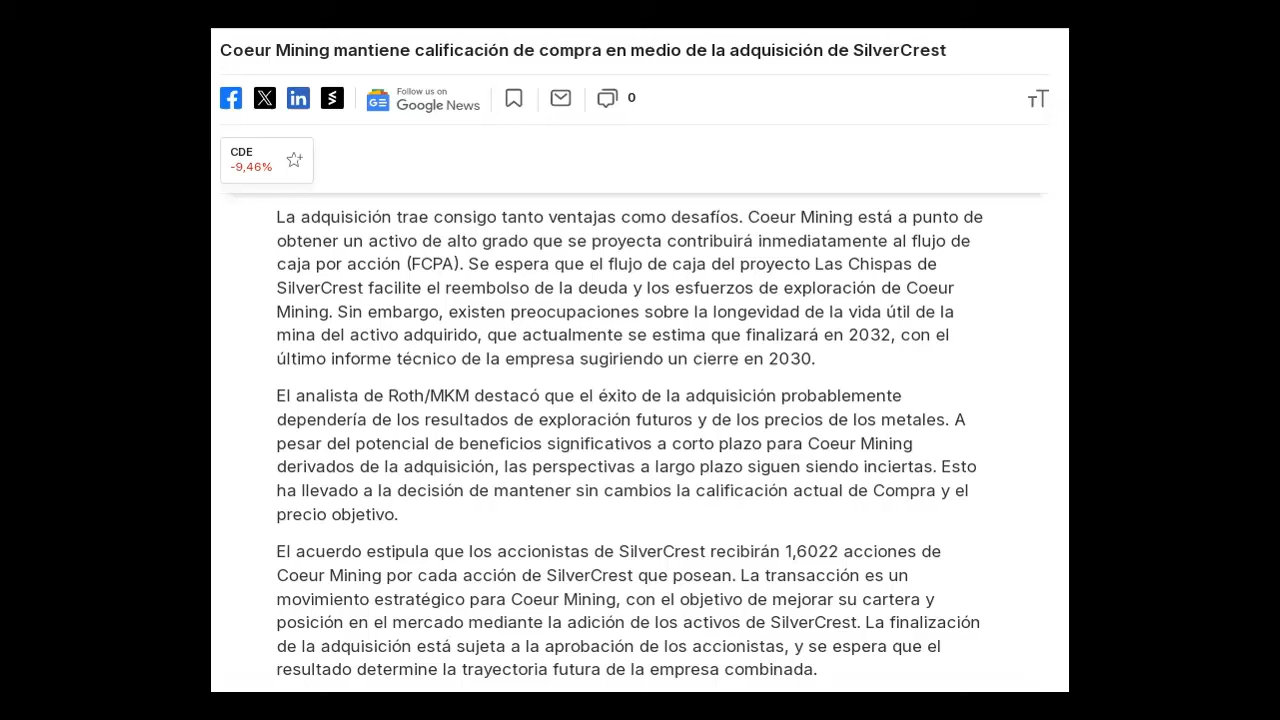 Coeur Mining mantiene calificación de compra en medio de la adquisición de SilverCrest
Follow us on
Google News
0
TT
CDE
-9,46%
La adquisición trae consigo tanto ventajas como desafíos. Coeur Mining está a punto de
obtener un activo de alto grado que se proyecta contribuirá inmediatamente al flujo de
caja por acción (FCPA). Se espera que el flujo de caja del proyecto Las Chispas de
SilverCrest facilite el reembolso de la deuda y los esfuerzos de exploración de Coeur
Mining. Sin embargo, existen preocupaciones sobre la longevidad de la vida útil de la
mina del activo adquirido, que actualmente se estima que finalizará en 2032, con el
último informe técnico de la empresa sugiriendo un cierre en 2030.
El analista de Roth/MKM destacó que el éxito de la adquisición probablemente
dependería de los resultados de exploración futuros y de los precios de los metales. A
pesar del potencial de beneficios significativos a corto plazo para Coeur Mining
derivados de la adquisición, las perspectivas a largo plazo siguen siendo inciertas. Esto
ha llevado a la decisión de mantener sin cambios la calificación actual de Compra y el
precio objetivo.
El acuerdo estipula que los accionistas de SilverCrest recibirán 1,6022 acciones de
Coeur Mining por cada acción de SilverCrest que posean. La transacción es un
movimiento estratégico para Coeur Mining, con el objetivo de mejorar su cartera y
posición en el mercado mediante la adición de los activos de SilverCrest. La finalización
de la adquisición está sujeta a la aprobación de los accionistas, y se espera que el
resultado determine la trayectoria futura de la empresa combinada.